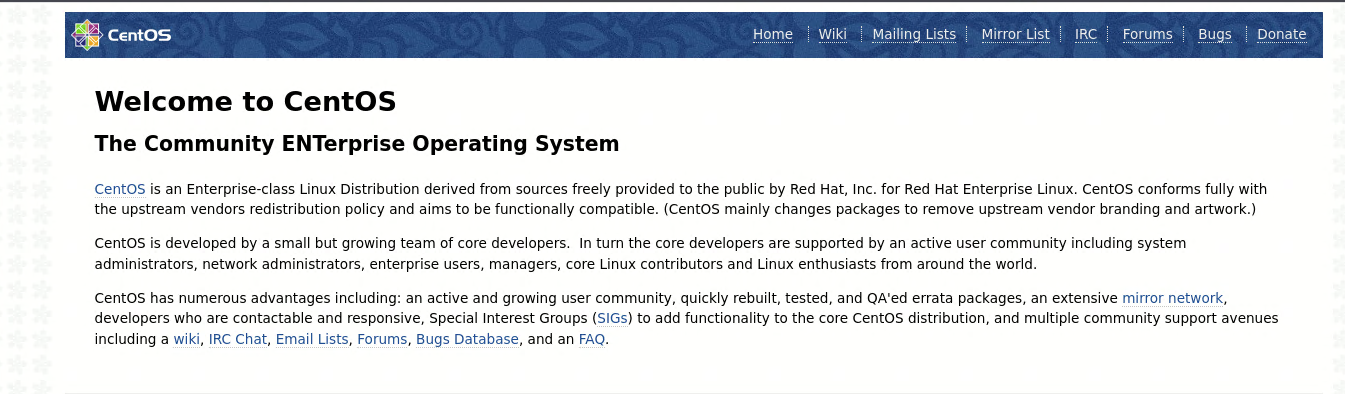 CentOS
Home Wiki Mailing Lists Mirror List IRC Forums Bugs Donate
Welcome to CentOS
The Community ENTerprise Operating System
CentOS is an Enterprise-class Linux Distribution derived from sources freely provided to the public by Red Hat, Inc. for Red Hat Enterprise Linux. CentOS conforms fully with
the upstream vendors redistribution policy and aims to be functionally compatible. (CentOS mainly changes packages to remove upstream vendor branding and artwork.)
CentOS is developed by a small but growing team of core developers.  In turn the core developers are supported by an active user community including system
administrators, network administrators, enterprise users, managers, core Linux contributors and Linux enthusiasts from around the world.
CentOS has numerous advantages including: an active and growing user community, quickly rebuilt, tested, and QA'ed errata packages, an extensive mirror network,
developers who are contactable and responsive, Special Interest Groups (SIGs) to add functionality to the core CentOS distribution, and multiple community support avenues
including a wiki, IRC Chat, Email Lists, Forums, Bugs Database, and an FAQ.